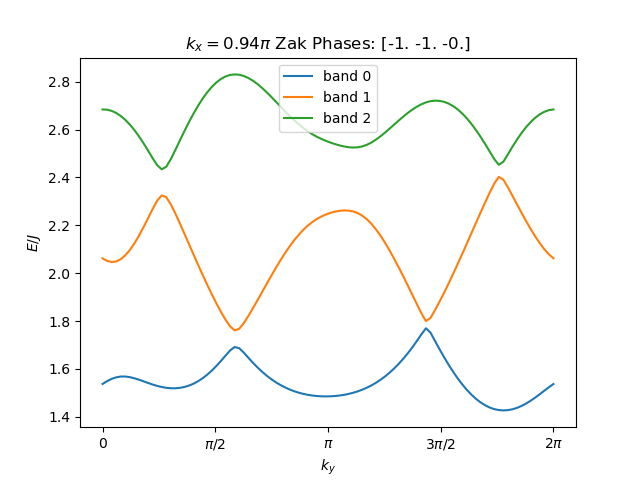 k_x = 0.94π Zak Phases: [-1. -1. -0.]
band 0
band 1
band 2
E/J
2.8
2.6
2.4
2.2
2.0
1.8
1.6
1.4
0
π/2
π
3π/2
2π
k_y